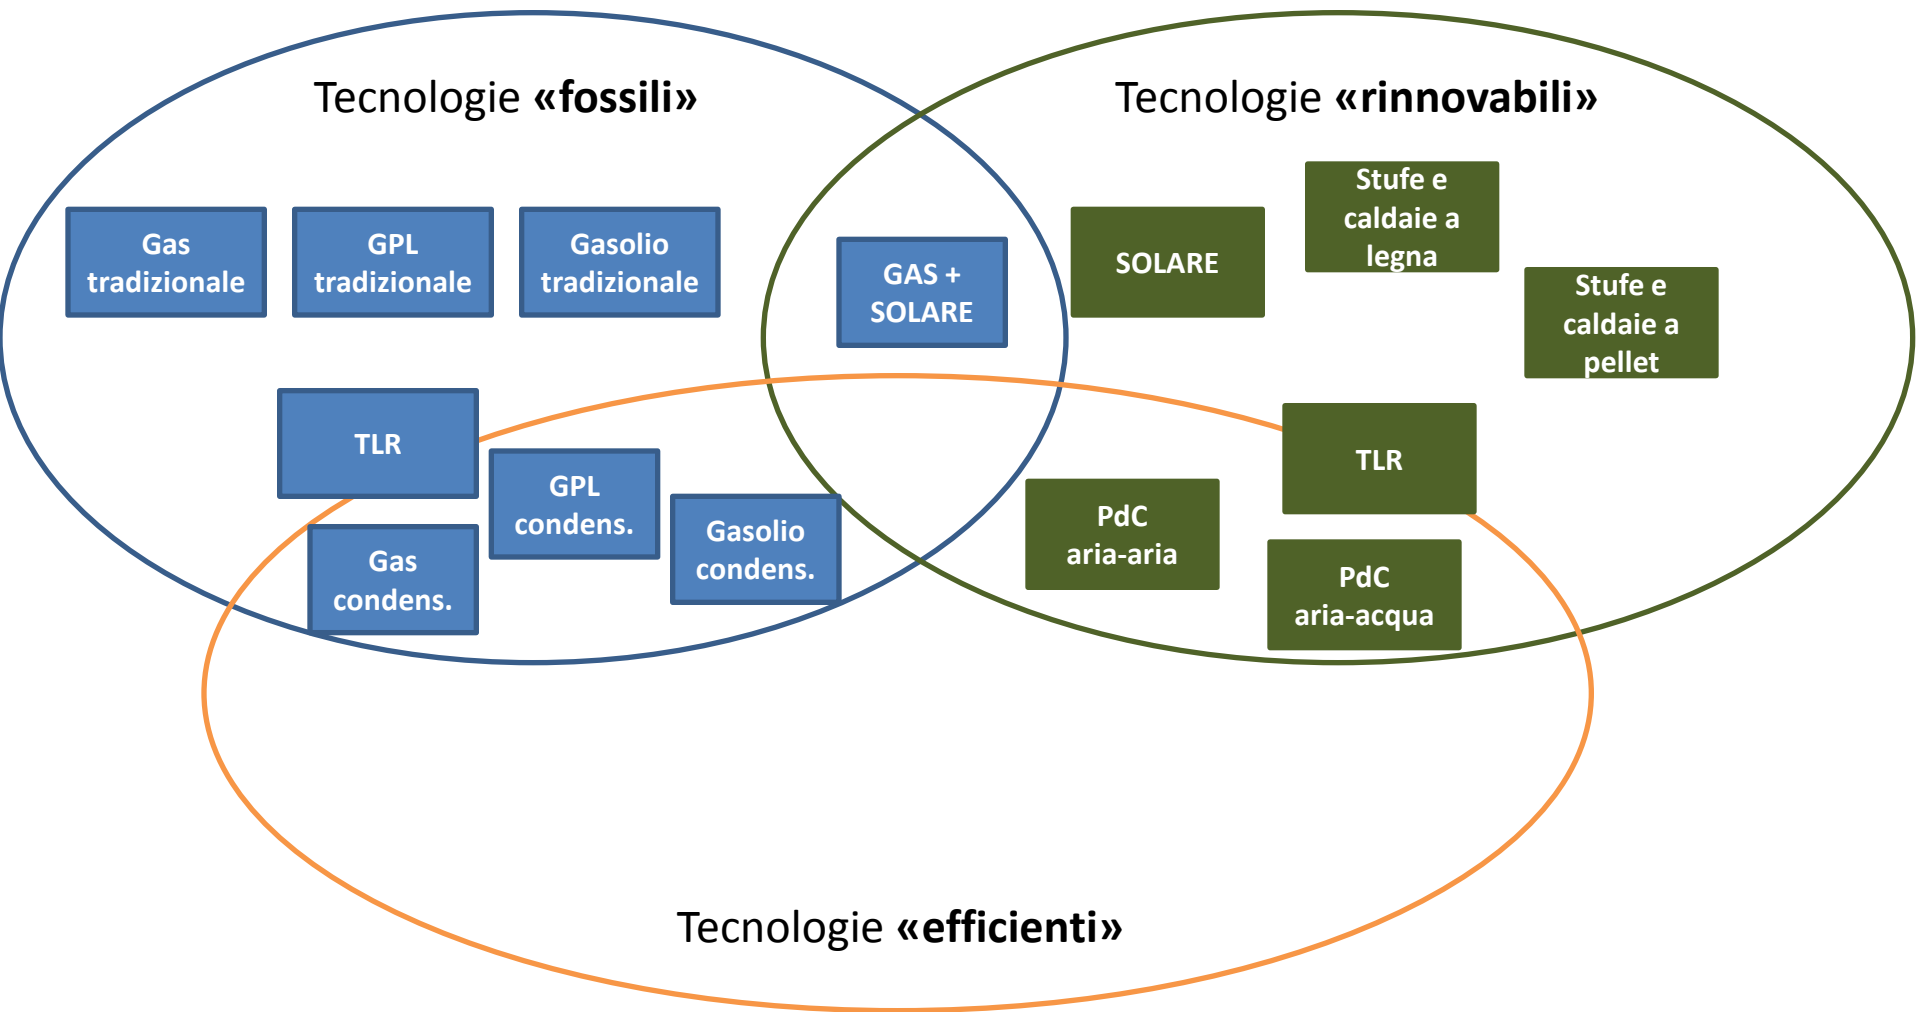 Tecnologie «fossili»
Tecnologie «rinnovabili»
Gas
tradizionale
GPL
tradizionale
Gasolio
tradizionale
GAS +
SOLARE
SOLARE
Stufe e
caldaie a
legna
Stufe e
caldaie a
pellet
TLR
GPL
condens.
Gasolio
condens.
Gas
condens.
PdC
aria-aria
TLR
PdC
aria-acqua
Tecnologie «efficienti»